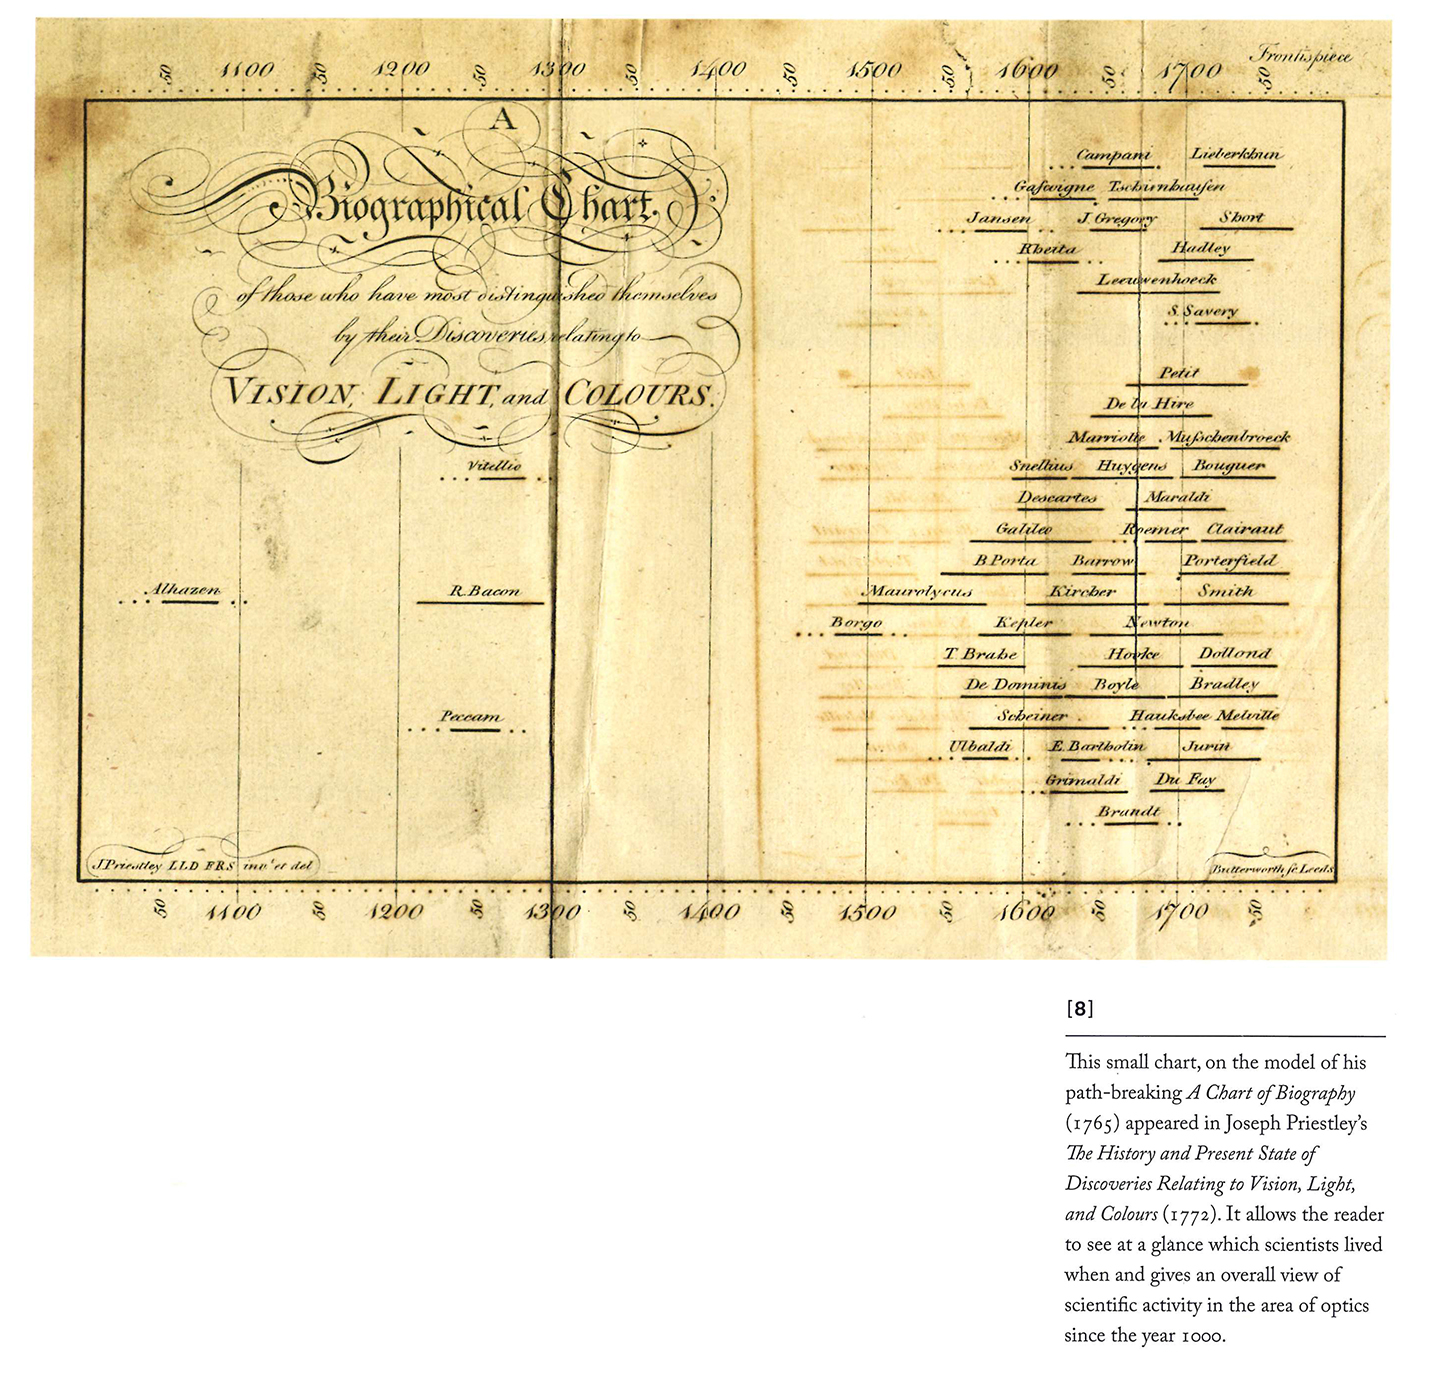 Frontispiece
50 1100 50 1200 50 1300 50 1400 50 1500 50 1600 50 1700 50
A
Biographical Chart,
of those who have most distinguished themselves
by their Discoveries relating to
VISION, LIGHT, and COLOURS.
Campani Lieberkhun
Gaſcoigne Tschirnhauſen
Jansen J. Gregory Short
Rheita Hadley
Leeuwenhoeck
S. Savery
Petit
De la Hire
Marriotte Muſschenbroeck
Vitellio Snellius Huygens Bouguer
Descartes Maraldi
Galileo Roemer Clairaut
B. Porta Barrow Porterfield
Alhazen R. Bacon Maurolycus Kircher Smith
Borgo Kepler Newton
T. Brahe Hooke Dollond
De Dominis Boyle Bradley
Peccam Scheiner Hauksbee Melville
Ulbaldi E. Bartholin Jurin
Grimaldi Du Fay
Brandt
J Priestley LLD FRS inv.t et del Butterworth ſc. Leeds
50 1100 50 1200 50 1300 50 1400 50 1500 50 1600 50 1700 50
[8]
This small chart, on the model of his
path-breaking A Chart of Biography
(1765) appeared in Joseph Priestley’s
The History and Present State of
Discoveries Relating to Vision, Light,
and Colours (1772). It allows the reader
to see at a glance which scientists lived
when and gives an overall view of
scientific activity in the area of optics
since the year 1000.